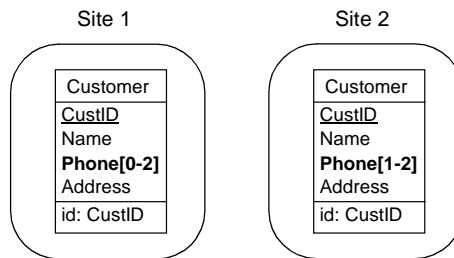 Site 1
Customer
CustID
Name
Phone[0-2]
Address
id: CustID
Site 2
Customer
CustID
Name
Phone[1-2]
Address
id: CustID